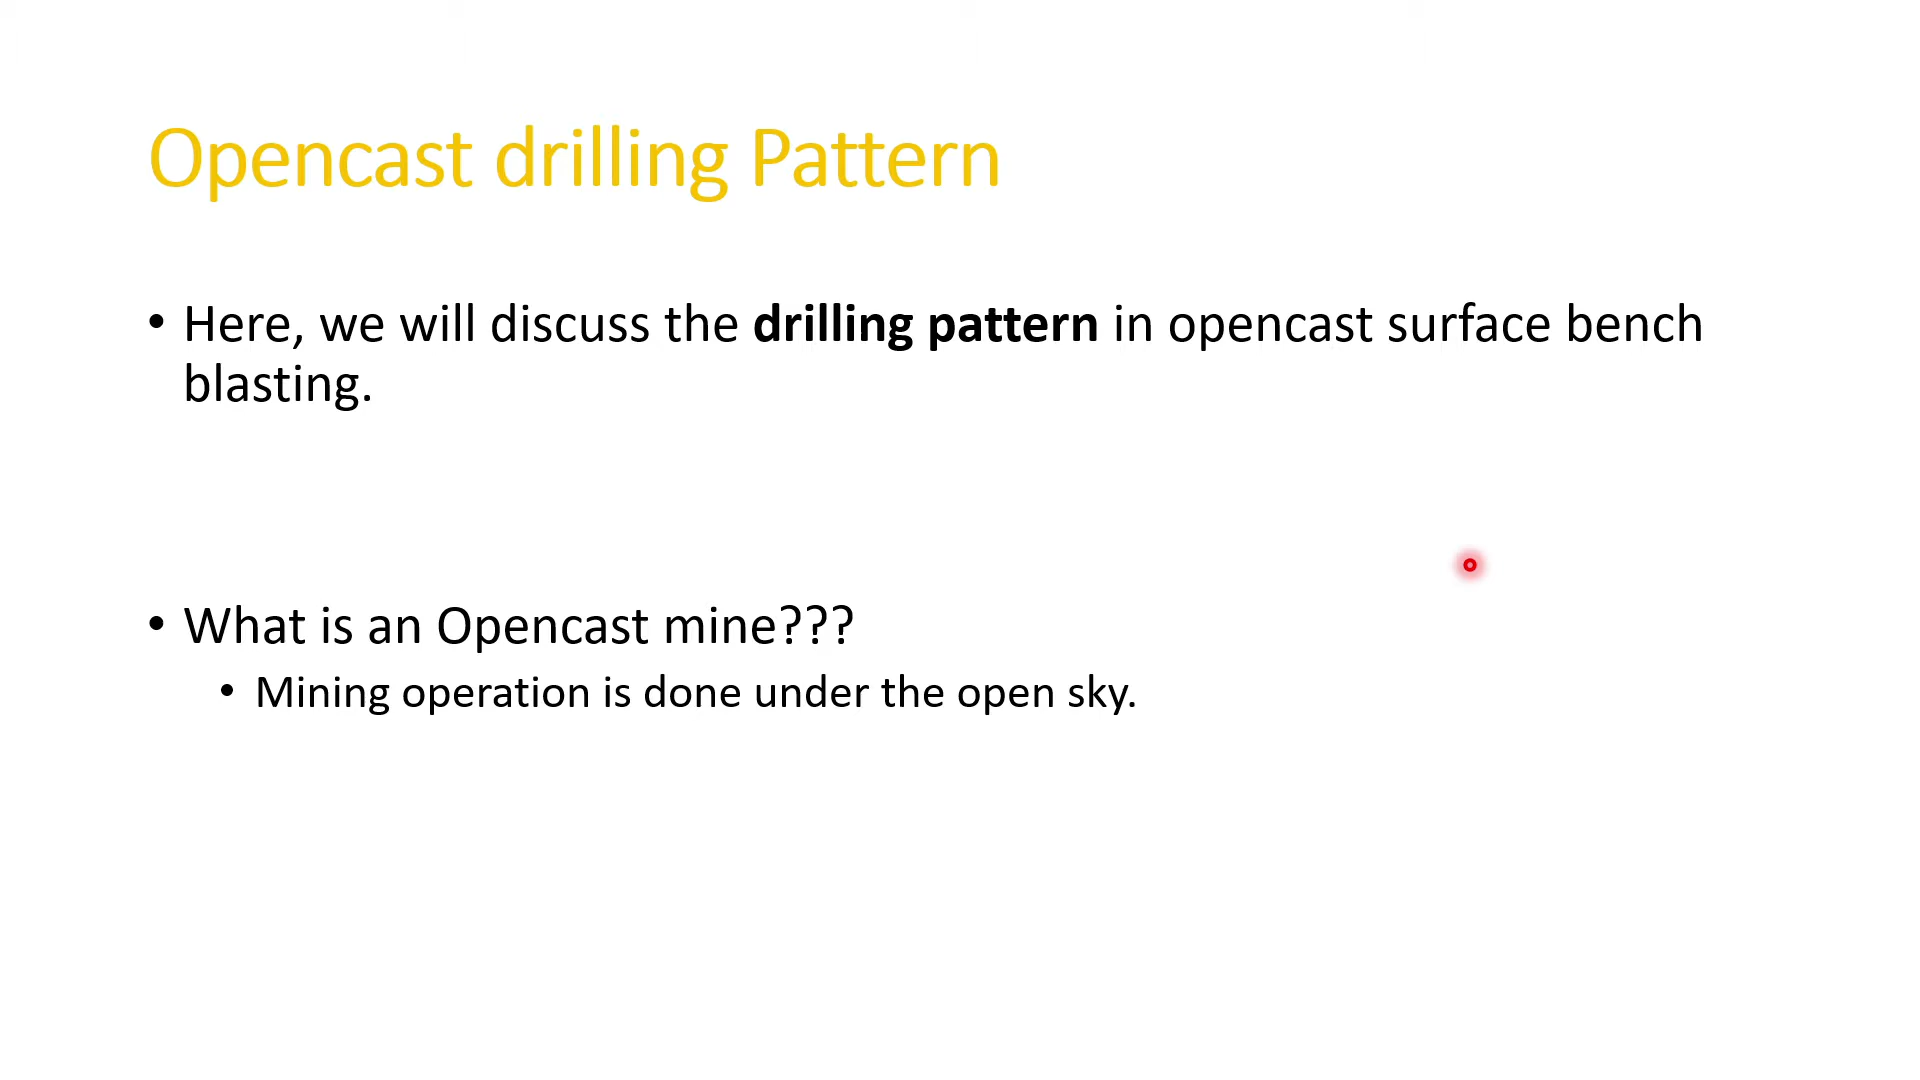 Opencast drilling Pattern
• Here, we will discuss the drilling pattern in opencast surface bench
blasting.
• What is an Opencast mine???
• Mining operation is done under the open sky.